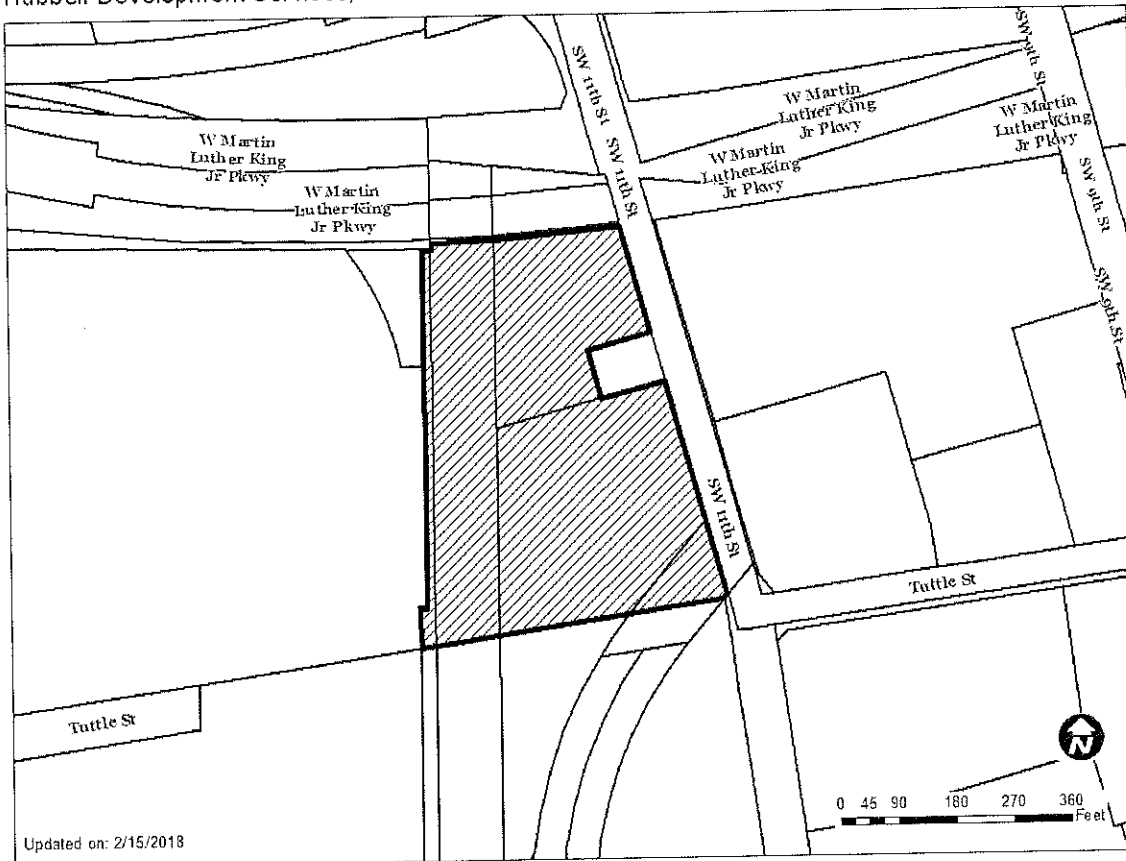 SW 9th St
SW 11th St
SW 11th St
W Martin
Luther King
Jr Pkwy
W Martin
Luther King
Jr Pkwy
W Martin
Luther King
Jr Pkwy
W Martin
Luther King
Jr Pkwy
W Martin
Luther King
Jr Pkwy
SW 9th St
SW 9th St
SW 11th St
Tuttle St
Tuttle St
N
0 45 90 180 270 360
Feet
Updated on: 2/15/2018